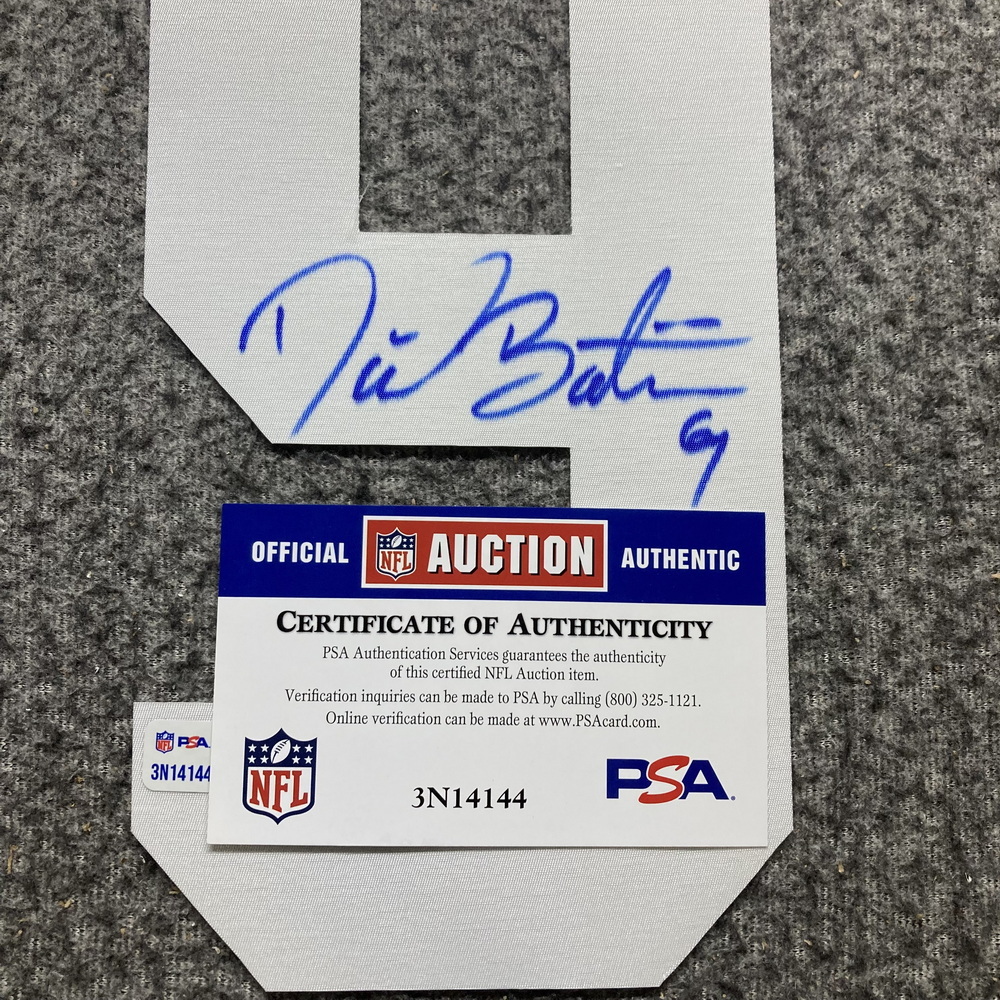 69
OFFICIAL NFL AUCTION AUTHENTIC
CERTIFICATE OF AUTHENTICITY
PSA Authentication Services guarantees the authenticity
of this certified NFL Auction item.
Verification inquiries can be made to PSA by calling (800) 325-1121.
Online verification can be made at www.PSAcard.com.
NFL PSA
3N14144
NFL 3N14144 PSA